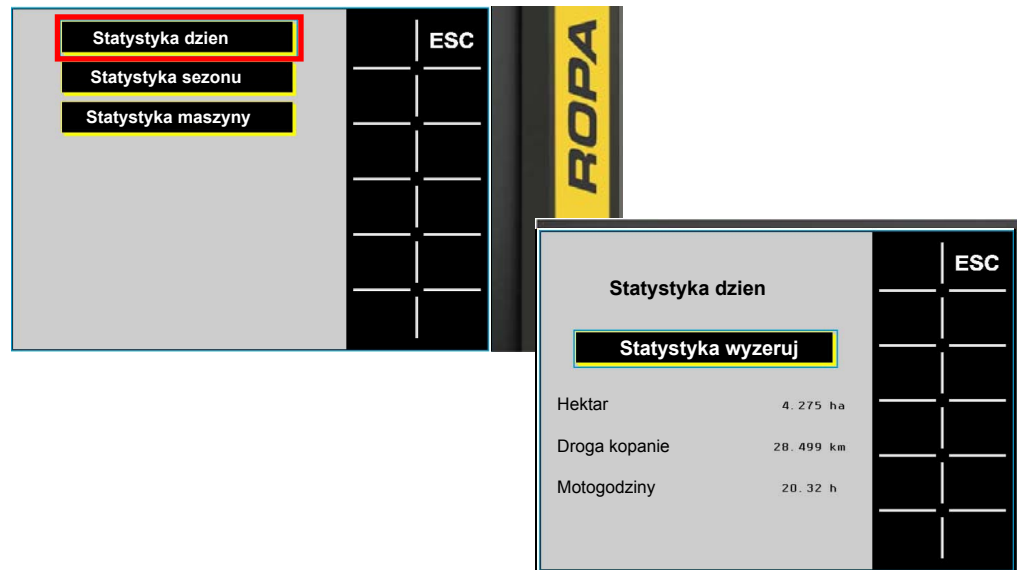 Statystyka dzien
ESC
Statystyka sezonu
Statystyka maszyny
ROPA
ESC
Statystyka dzien
Statystyka wyzeruj
Hektar 4.275 ha
Droga kopanie 28.499 km
Motogodziny 20.32 h